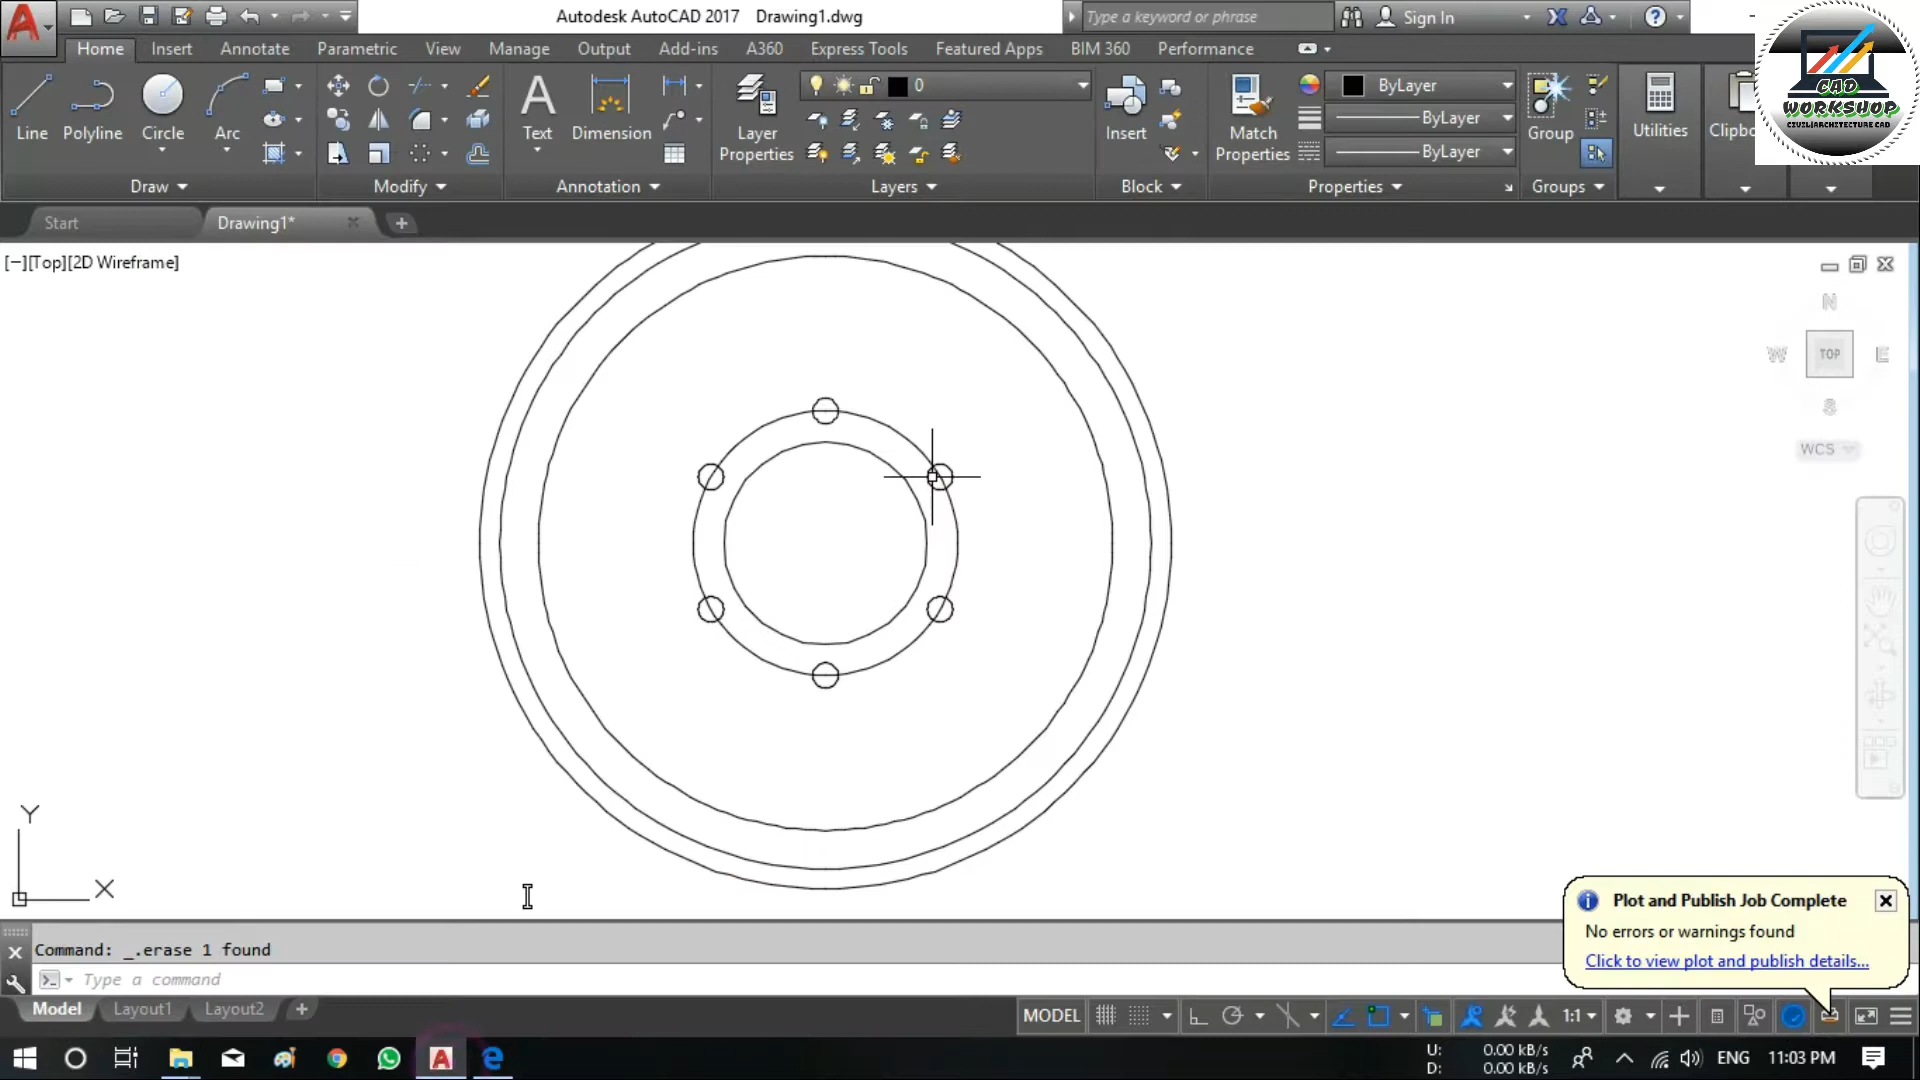 Autodesk AutoCAD 2017 Drawing1.dwg
Type a keyword or phrase
Sign In
Home Insert Annotate Parametric View Manage Output Add-ins A360 Express Tools Featured Apps BIM 360 Performance
CAD
WORKSHOP
CIVIL|ARCHITECTURE CAD
Line Polyline Circle Arc
Text Dimension
Layer Properties
0
Insert
Match Properties
ByLayer
ByLayer
ByLayer
Group
Utilities
Clipbo
Draw Modify Annotation Layers Block Properties Groups
Start Drawing1*
[−][Top][2D Wireframe]
N
W TOP E
S
WCS
Y
X
Plot and Publish Job Complete
No errors or warnings found
Click to view plot and publish details...
Command: _.erase 1 found
Type a command
Model Layout1 Layout2
MODEL 1:1
U: 0.00 kB/s
D: 0.00 kB/s
ENG 11:03 PM